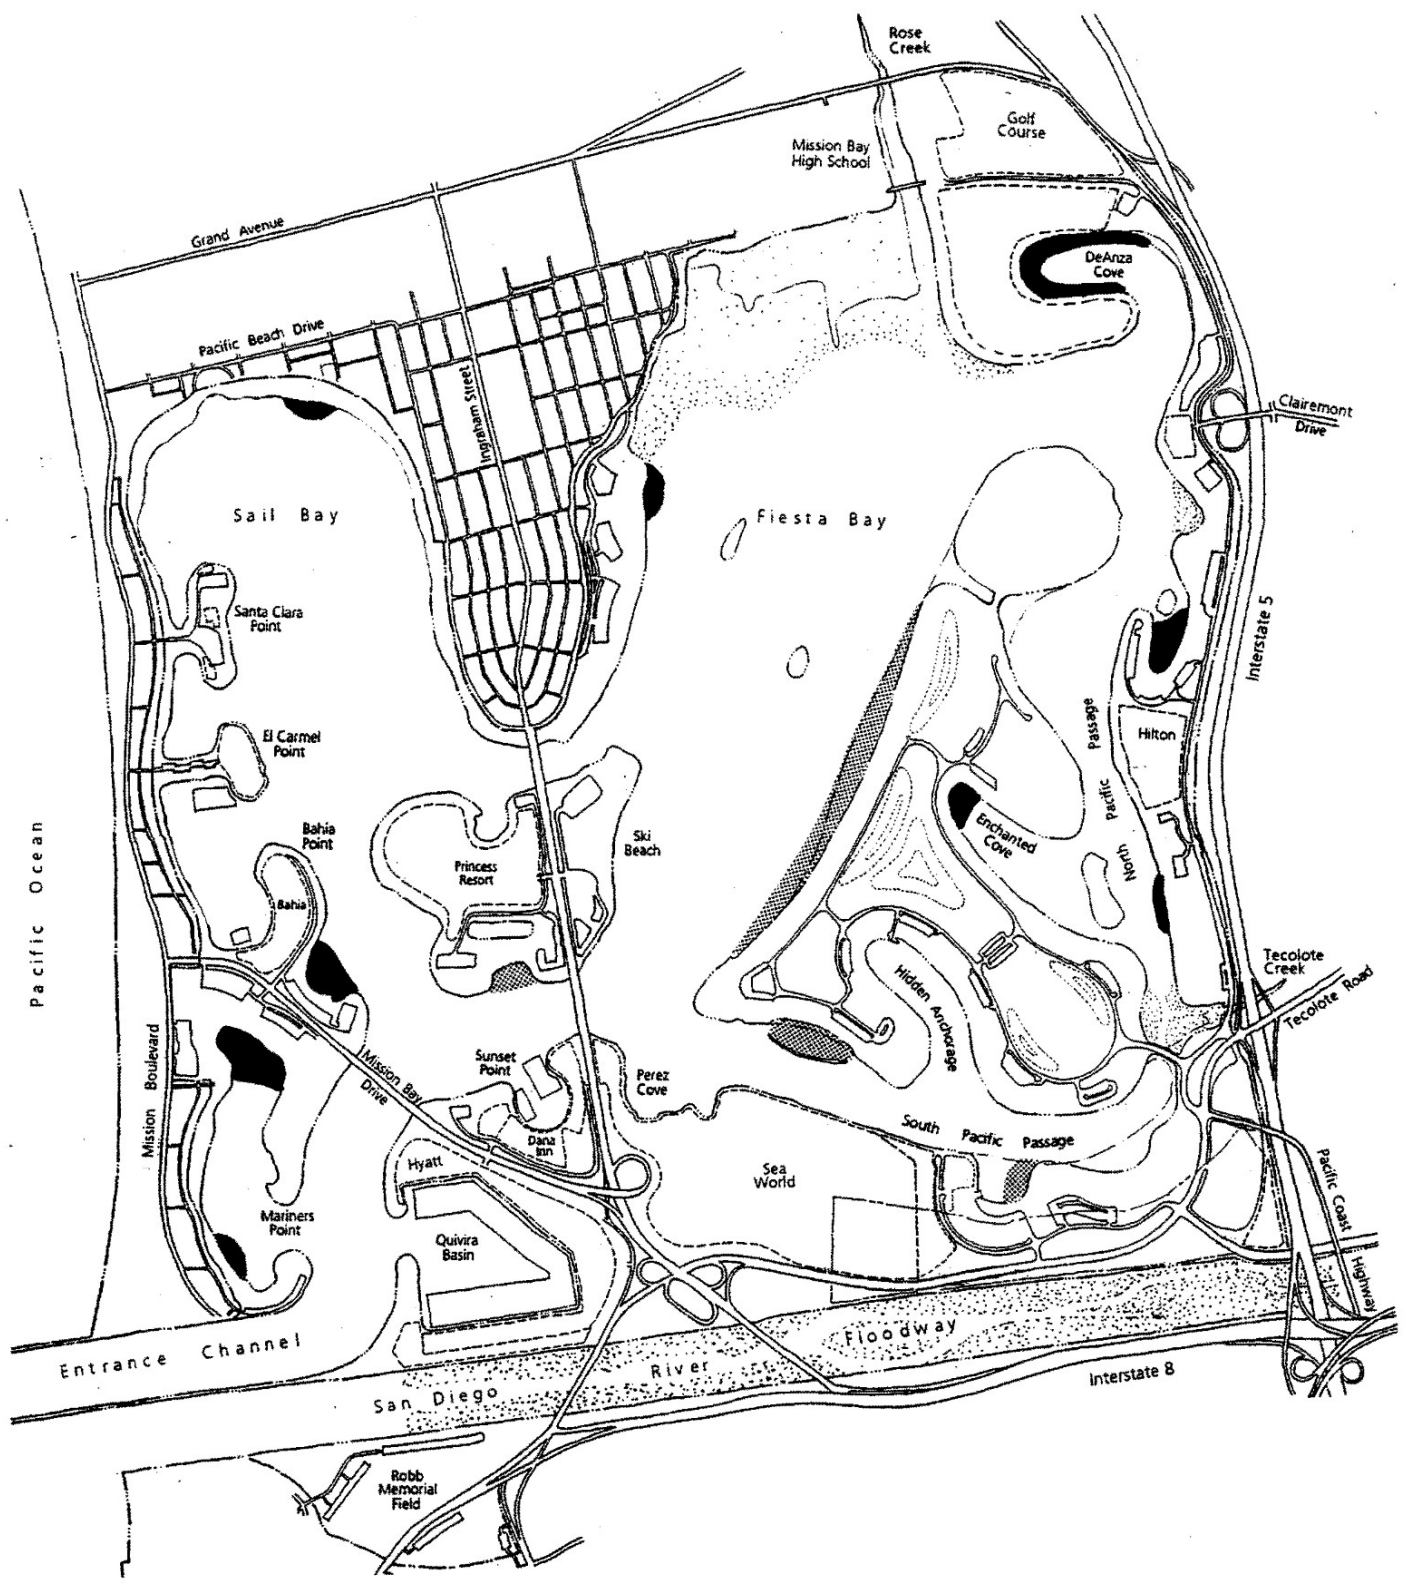 Rose
Creek
Golf
Course
Mission Bay
High School
Grand Avenue
DeAnza
Cove
Pacific Beach Drive
Ingraham Street
Clairemont
Drive
Sail Bay
Fiesta Bay
Santa Clara
Point
Interstate 5
El Carmel
Point
Hilton
North Pacific Passage
Bahia
Point
Ski
Beach
Enchanted
Cove
Princess
Resort
Pacific Ocean
Bahia
Tecolote
Creek
Tecolote Road
Hidden Anchorage
Mission Boulevard
Mission Bay
Drive
Sunset
Point
Perez
Cove
South Pacific Passage
Dana
Inn
Hyatt
Sea
World
Pacific Coast Highway
Mariners
Point
Quivira
Basin
Entrance Channel
San Diego River Floodway
Interstate 8
Robb
Memorial
Field